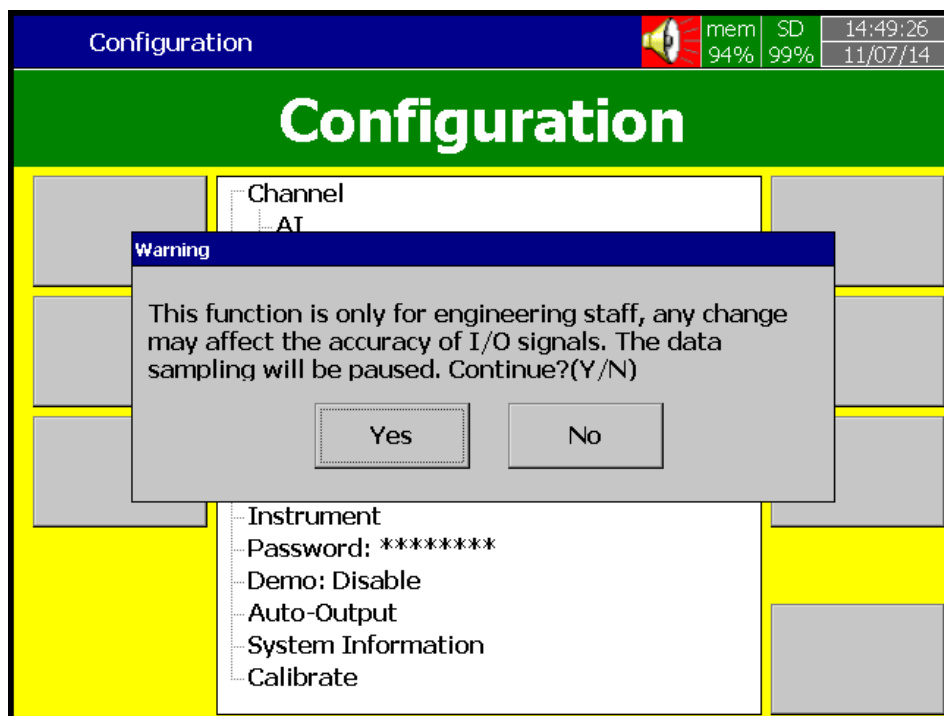 Configuration
mem
94%
SD
99%
14:49:26
11/07/14
Configuration
Channel
AI
Warning
This function is only for engineering staff, any change
may affect the accuracy of I/O signals. The data
sampling will be paused. Continue?(Y/N)
Yes
No
Instrument
Password: ********
Demo: Disable
Auto-Output
System Information
Calibrate